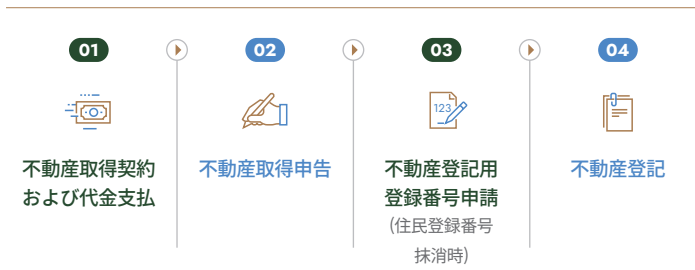 01
不動産取得契約
および代金支払
02
不動産取得申告
03
123
不動産登記用
登録番号申請
(住民登録番号
抹消時)
04
不動産登記